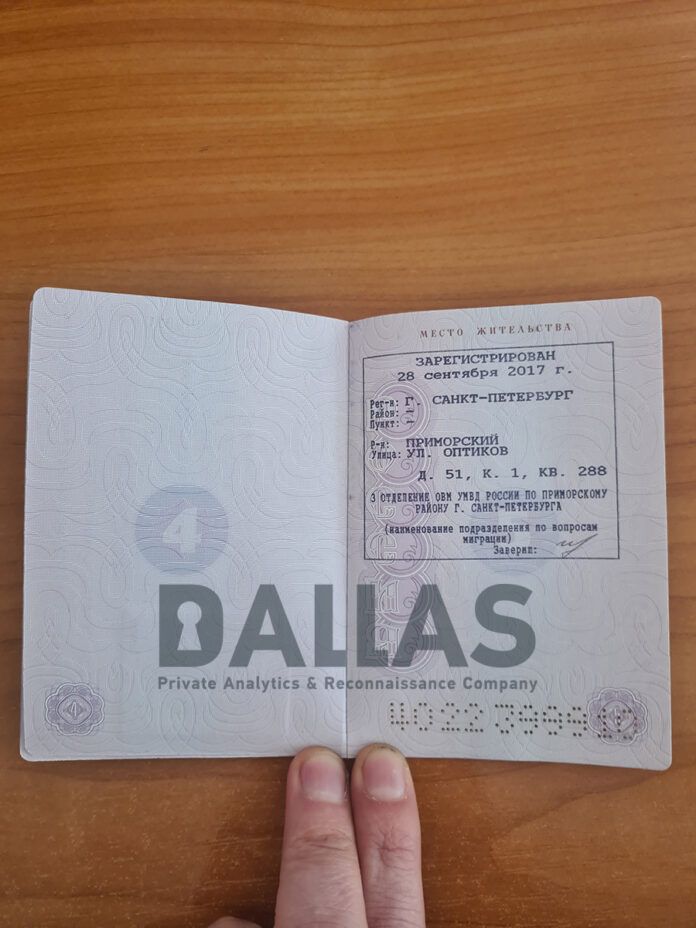 4
МЕСТО ЖИТЕЛЬСТВА
ЗАРЕГИСТРИРОВАН
28 сентября 2017 г.
Рег-н: Г. САНКТ-ПЕТЕРБУРГ
Район: –
Пункт: –
Р-н: ПРИМОРСКИЙ
Улица: УЛ. ОПТИКОВ
Д. 51, К. 1, КВ. 288
3 ОТДЕЛЕНИЕ ОВМ УМВД РОССИИ ПО ПРИМОРСКОМУ
РАЙОНУ Г. САНКТ-ПЕТЕРБУРГА
(наименование подразделения по вопросам
миграции)
Заверил:
DALLAS
Private Analytics & Reconnaissance Company
4022